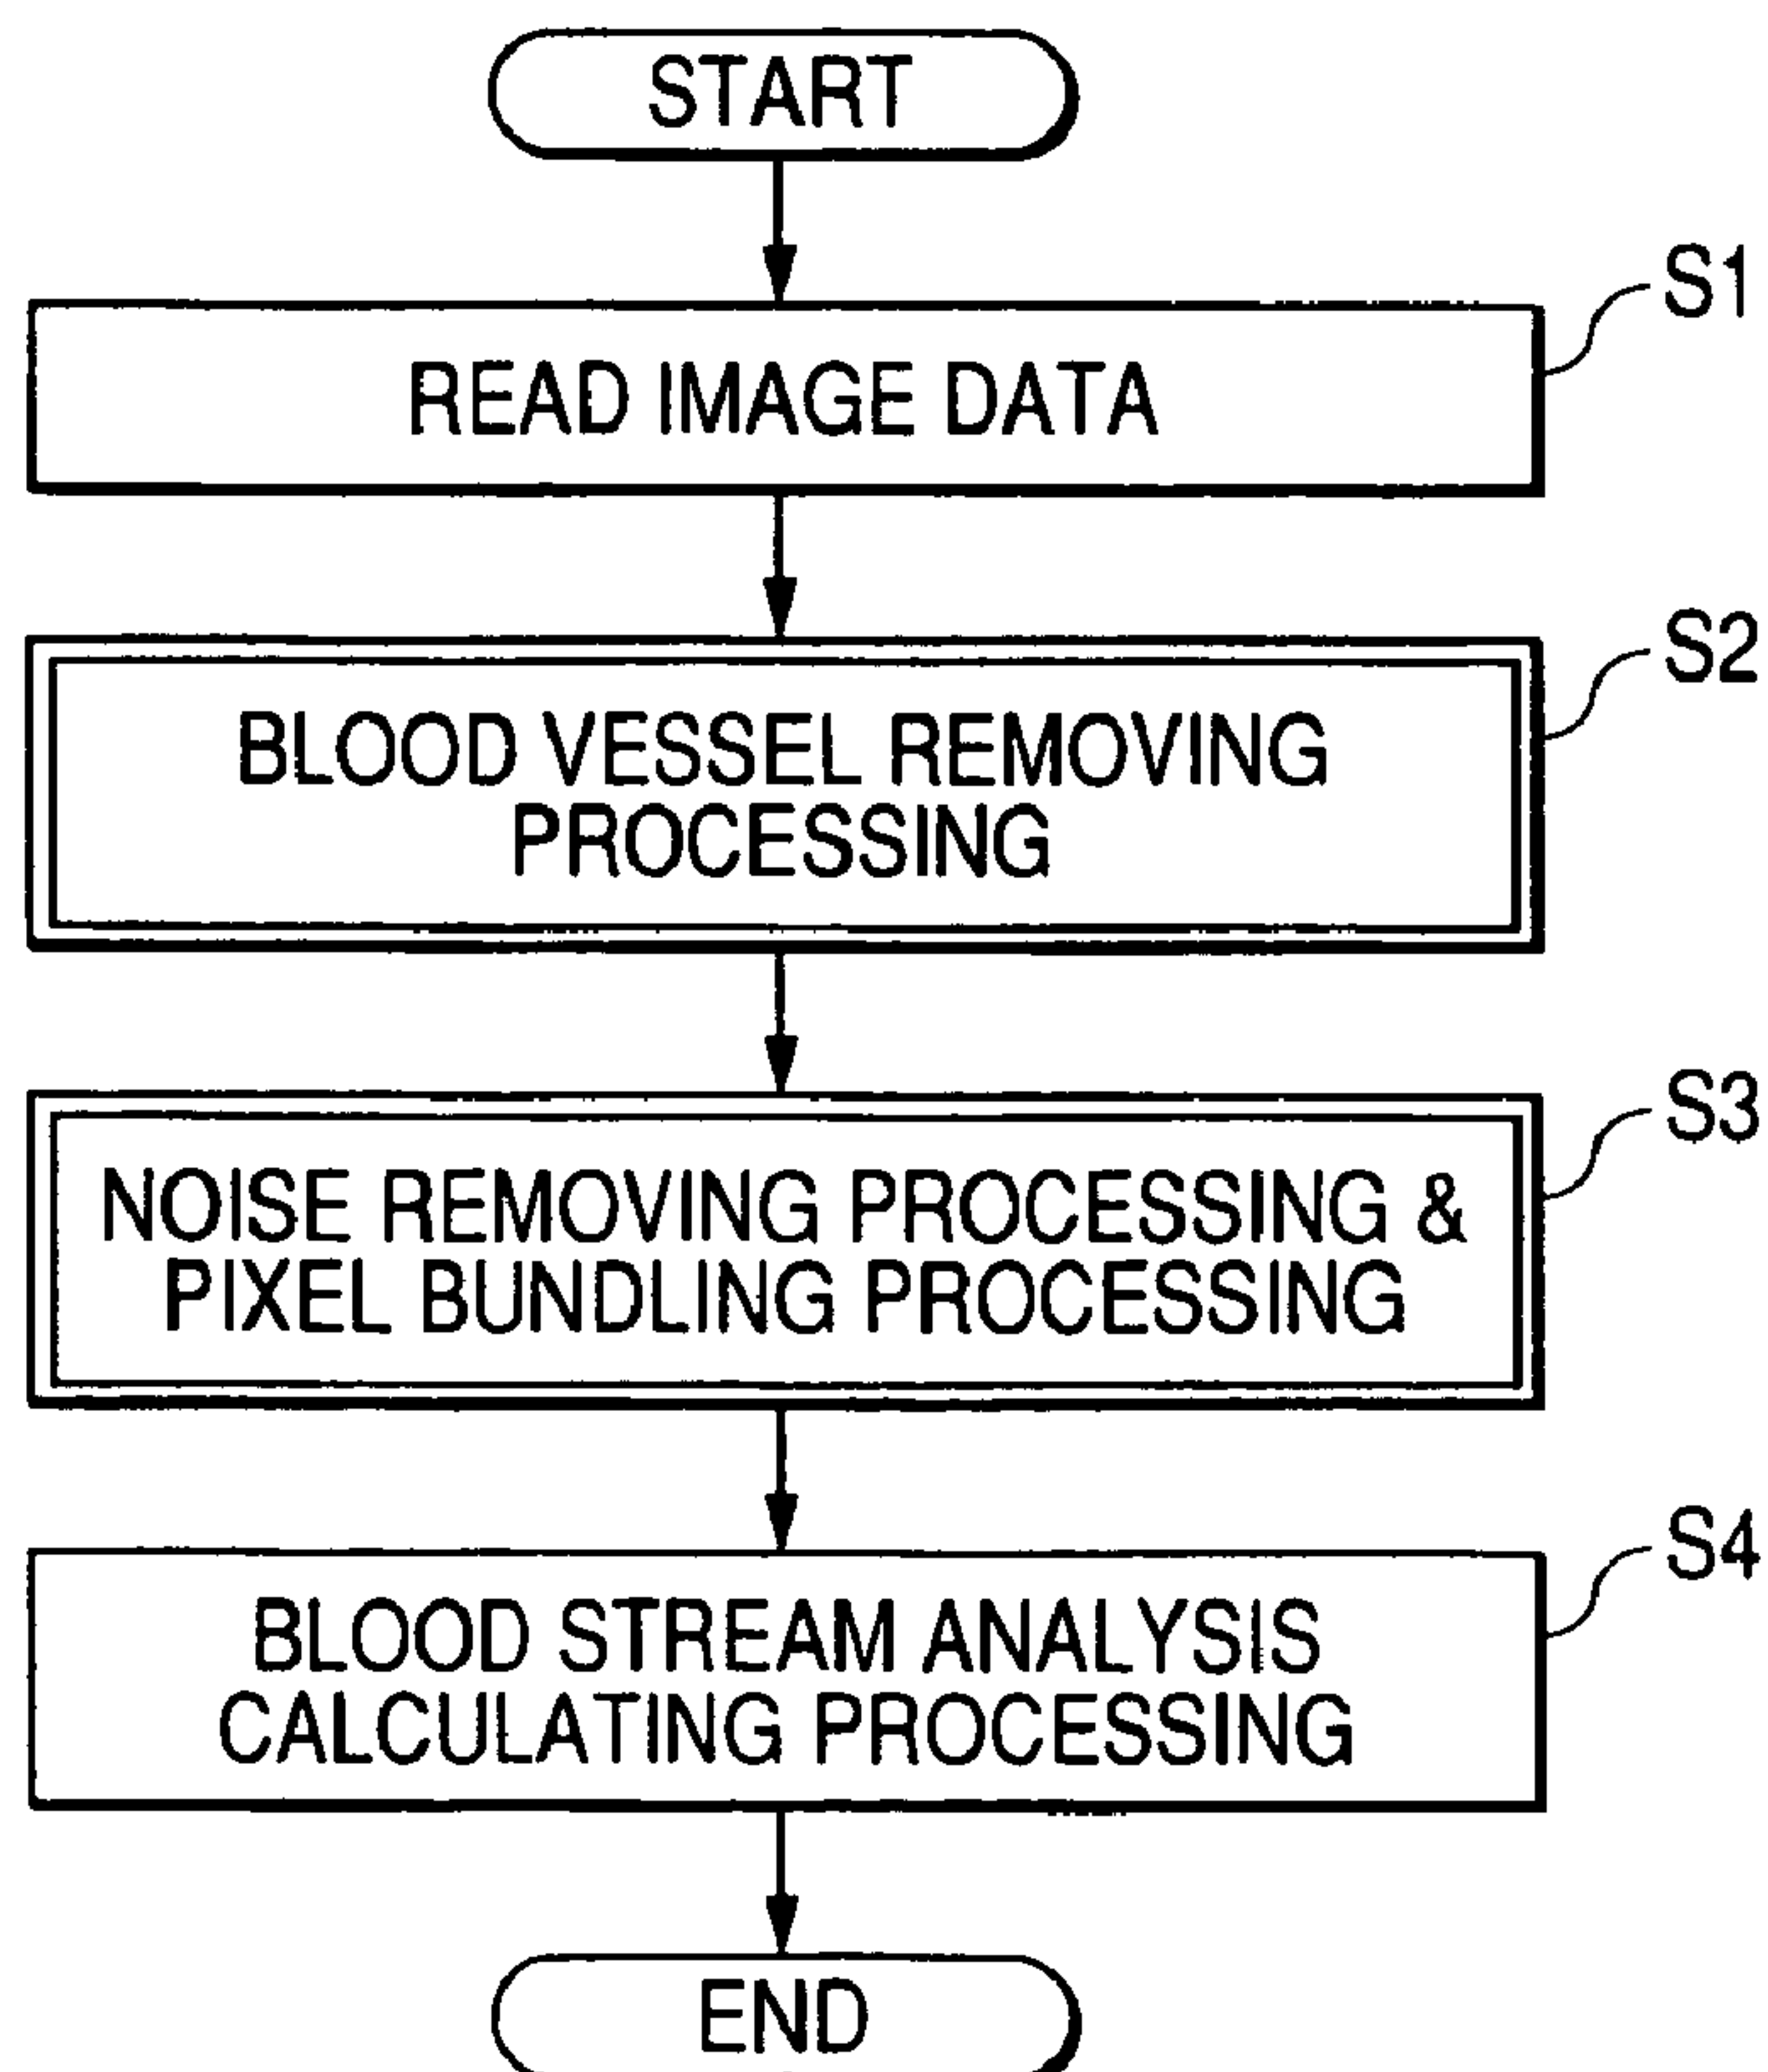 START
S1
READ IMAGE DATA
S2
BLOOD VESSEL REMOVING
PROCESSING
S3
NOISE REMOVING PROCESSING &
PIXEL BUNDLING PROCESSING
S4
BLOOD STREAM ANALYSIS
CALCULATING PROCESSING
END